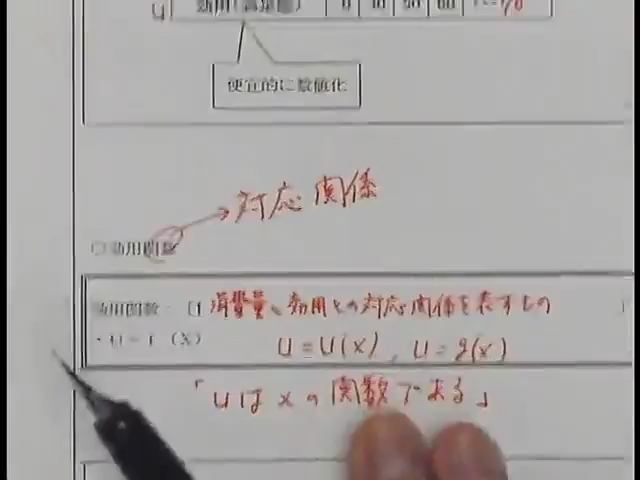 u 効用(満足度) 0
便宜的に数値化
対応関係
○効用関数
効用関数・[1 消費量と効用との対応関係を表すもの ]
・U=f (X) u=u(x), u=g(x)
「uはxの関数である」